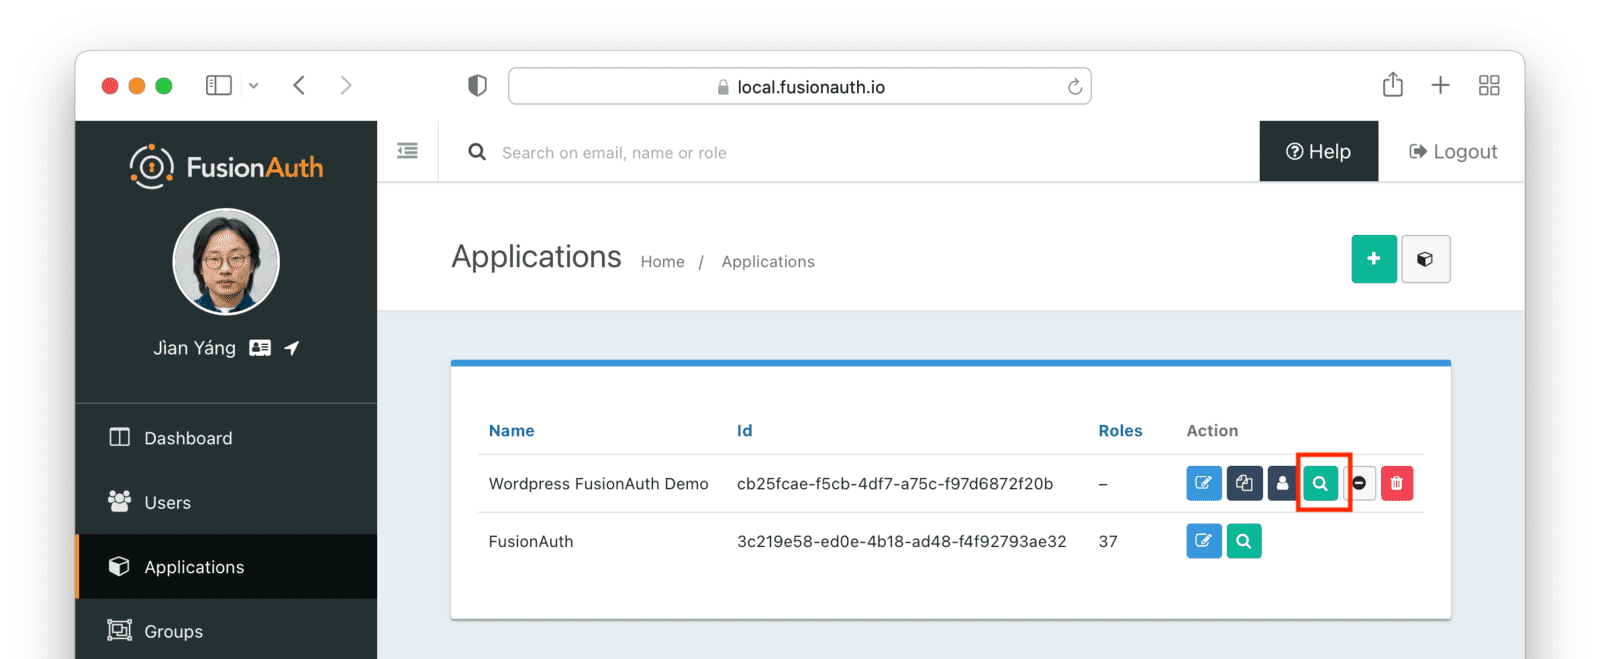 local.fusionauth.io
FusionAuth
Search on email, name or role
Help
Logout
Jìan Yáng
Applications
Home / Applications
Dashboard
Users
Applications
Groups
Name Id Roles Action
Wordpress FusionAuth Demo cb25fcae-f5cb-4df7-a75c-f97d6872f20b –
FusionAuth 3c219e58-ed0e-4b18-ad48-f4f92793ae32 37